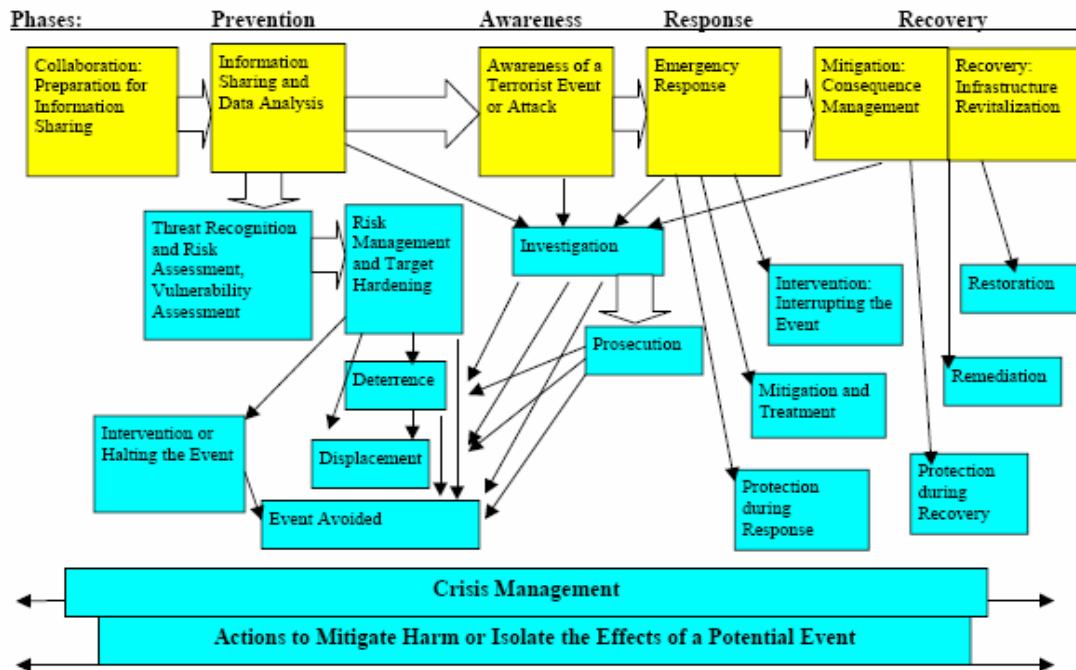 Phases: Prevention Awareness Response Recovery
Collaboration:
Preparation for
Information
Sharing
Information
Sharing and
Data Analysis
Awareness of a
Terrorist Event
or Attack
Emergency
Response
Mitigation:
Consequence
Management
Recovery:
Infrastructure
Revitalization
Threat Recognition
and Risk
Assessment,
Vulnerability
Assessment
Risk
Management
and Target
Hardening
Investigation
Intervention:
Interrupting the
Event
Restoration
Prosecution
Deterrence
Mitigation and
Treatment
Remediation
Intervention or
Halting the Event
Displacement
Event Avoided
Protection
during
Response
Protection
during
Recovery
Crisis Management
Actions to Mitigate Harm or Isolate the Effects of a Potential Event